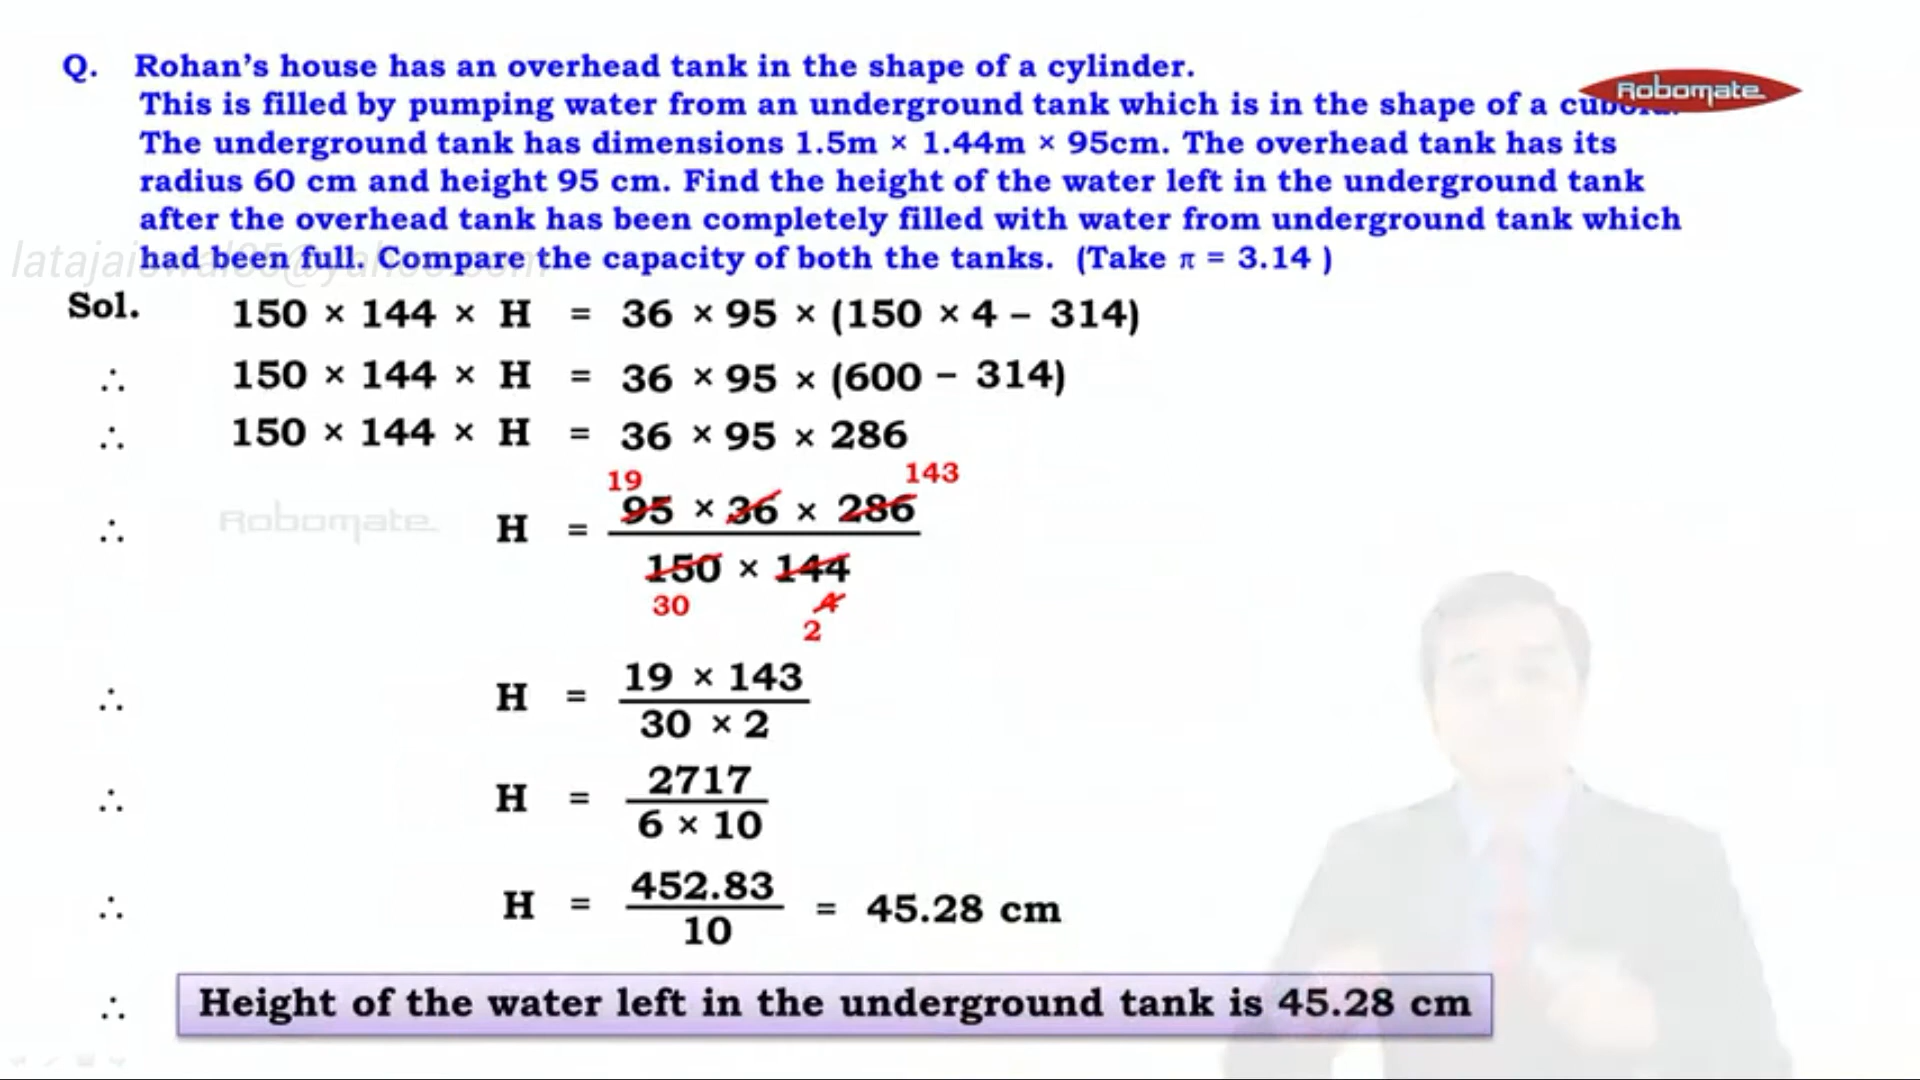 Q. Rohan's house has an overhead tank in the shape of a cylinder.
Robomate
This is filled by pumping water from an underground tank which is in the shape of a
The underground tank has dimensions 1.5m × 1.44m × 95cm. The overhead tank has its
radius 60 cm and height 95 cm. Find the height of the water left in the underground tank
after the overhead tank has been completely filled with water from underground tank which
had been full. Compare the capacity of both the tanks. (Take π = 3.14 )
Sol. 150 × 144 × H = 36 × 95 × (150 × 4 – 314)
∴ 150 × 144 × H = 36 × 95 × (600 – 314)
∴ 150 × 144 × H = 36 × 95 × 286
19 143
95 × 36 × 286
∴ Robomate H =
150 × 144
30 4
2
19 × 143
∴ H =
30 × 2
2717
∴ H =
6 × 10
452.83
∴ H = = 45.28 cm
10
∴ Height of the water left in the underground tank is 45.28 cm